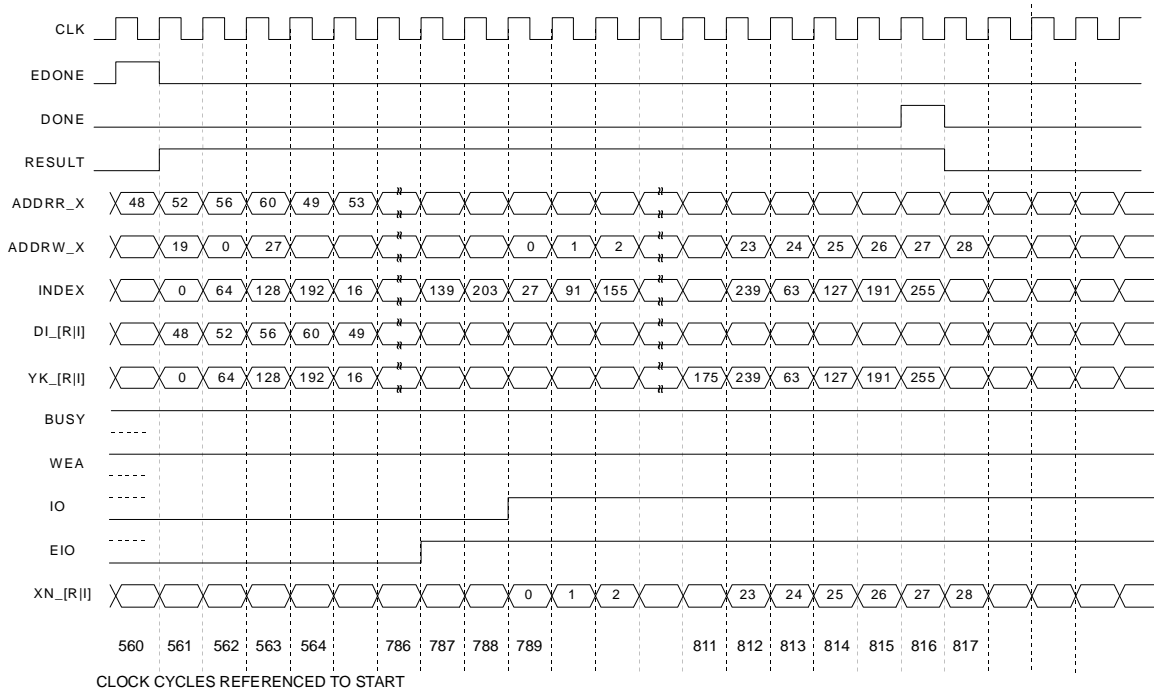 CLK
EDONE
DONE
RESULT
ADDRR_X 48 52 56 60 49 53
ADDRW_X 19 0 27 0 1 2 23 24 25 26 27 28
INDEX 0 64 128 192 16 139 203 27 91 155 239 63 127 191 255
DI_[R|I] 48 52 56 60 49
YK_[R|I] 0 64 128 192 16 175 239 63 127 191 255
BUSY
WEA
IO
EIO
XN_[R|I] 0 1 2 23 24 25 26 27 28
560 561 562 563 564 786 787 788 789 811 812 813 814 815 816 817
CLOCK CYCLES REFERENCED TO START